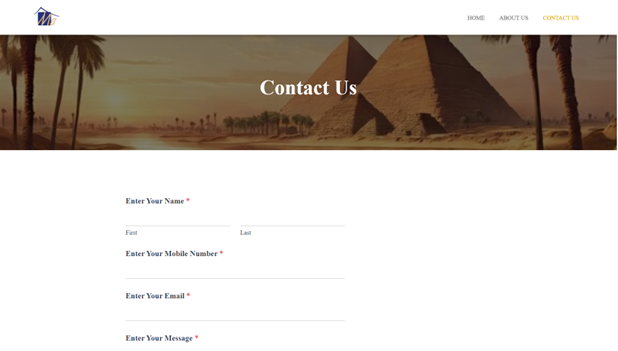 HOME ABOUT US CONTACT US
Contact Us
Enter Your Name *
First Last
Enter Your Mobile Number *
Enter Your Email *
Enter Your Message *